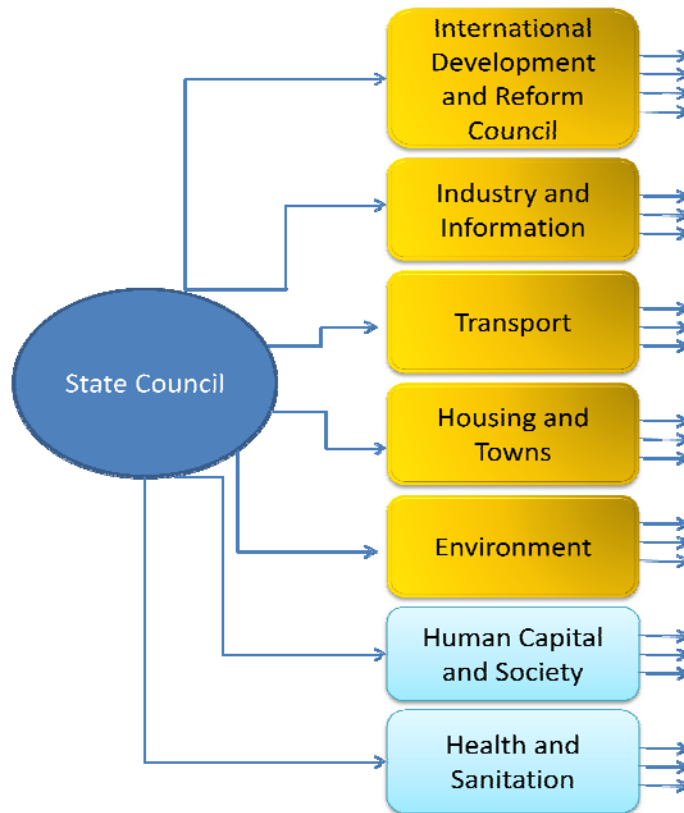 International
Development
and Reform
Council
Industry and
Information
Transport
State Council
Housing and
Towns
Environment
Human Capital
and Society
Health and
Sanitation